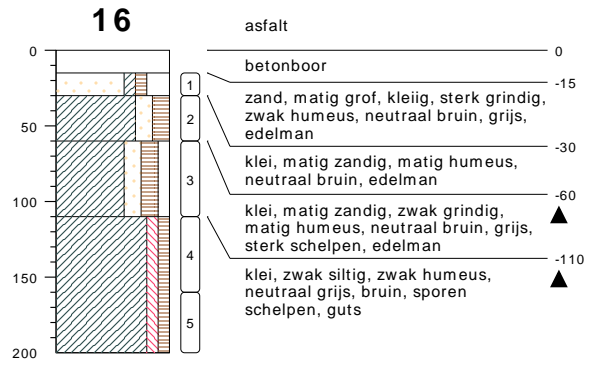 16
asfalt
0
0
betonboor
-15
1
zand, matig grof, kleiig, sterk grindig,
zwak humeus, neutraal bruin, grijs,
edelman
2
50
-30
klei, matig zandig, matig humeus,
neutraal bruin, edelman
3
-60
100
klei, matig zandig, zwak grindig,
matig humeus, neutraal bruin, grijs,
sterk schelpen, edelman
-110
4
150
klei, zwak siltig, zwak humeus,
neutraal grijs, bruin, sporen
schelpen, guts
5
200